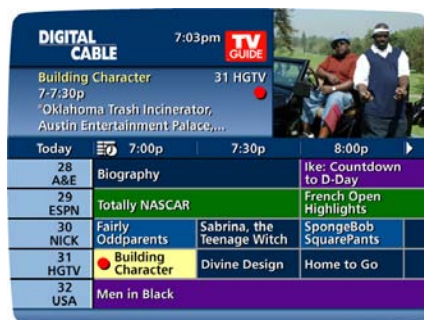 DIGITAL
CABLE
7:03pm
TV
GUIDE
Building Character 31 HGTV
7-7:30p
"Oklahoma Trash Incinerator,
Austin Entertainment Palace,...
Today 7:00p 7:30p 8:00p
28
A&E
Biography
Ike: Countdown
to D-Day
29
ESPN
Totally NASCAR
French Open
Highlights
30
NICK
Fairly
Oddparents
Sabrina, the
Teenage Witch
SpongeBob
SquarePants
31
HGTV
Building
Character
Divine Design
Home to Go
32
USA
Men in Black